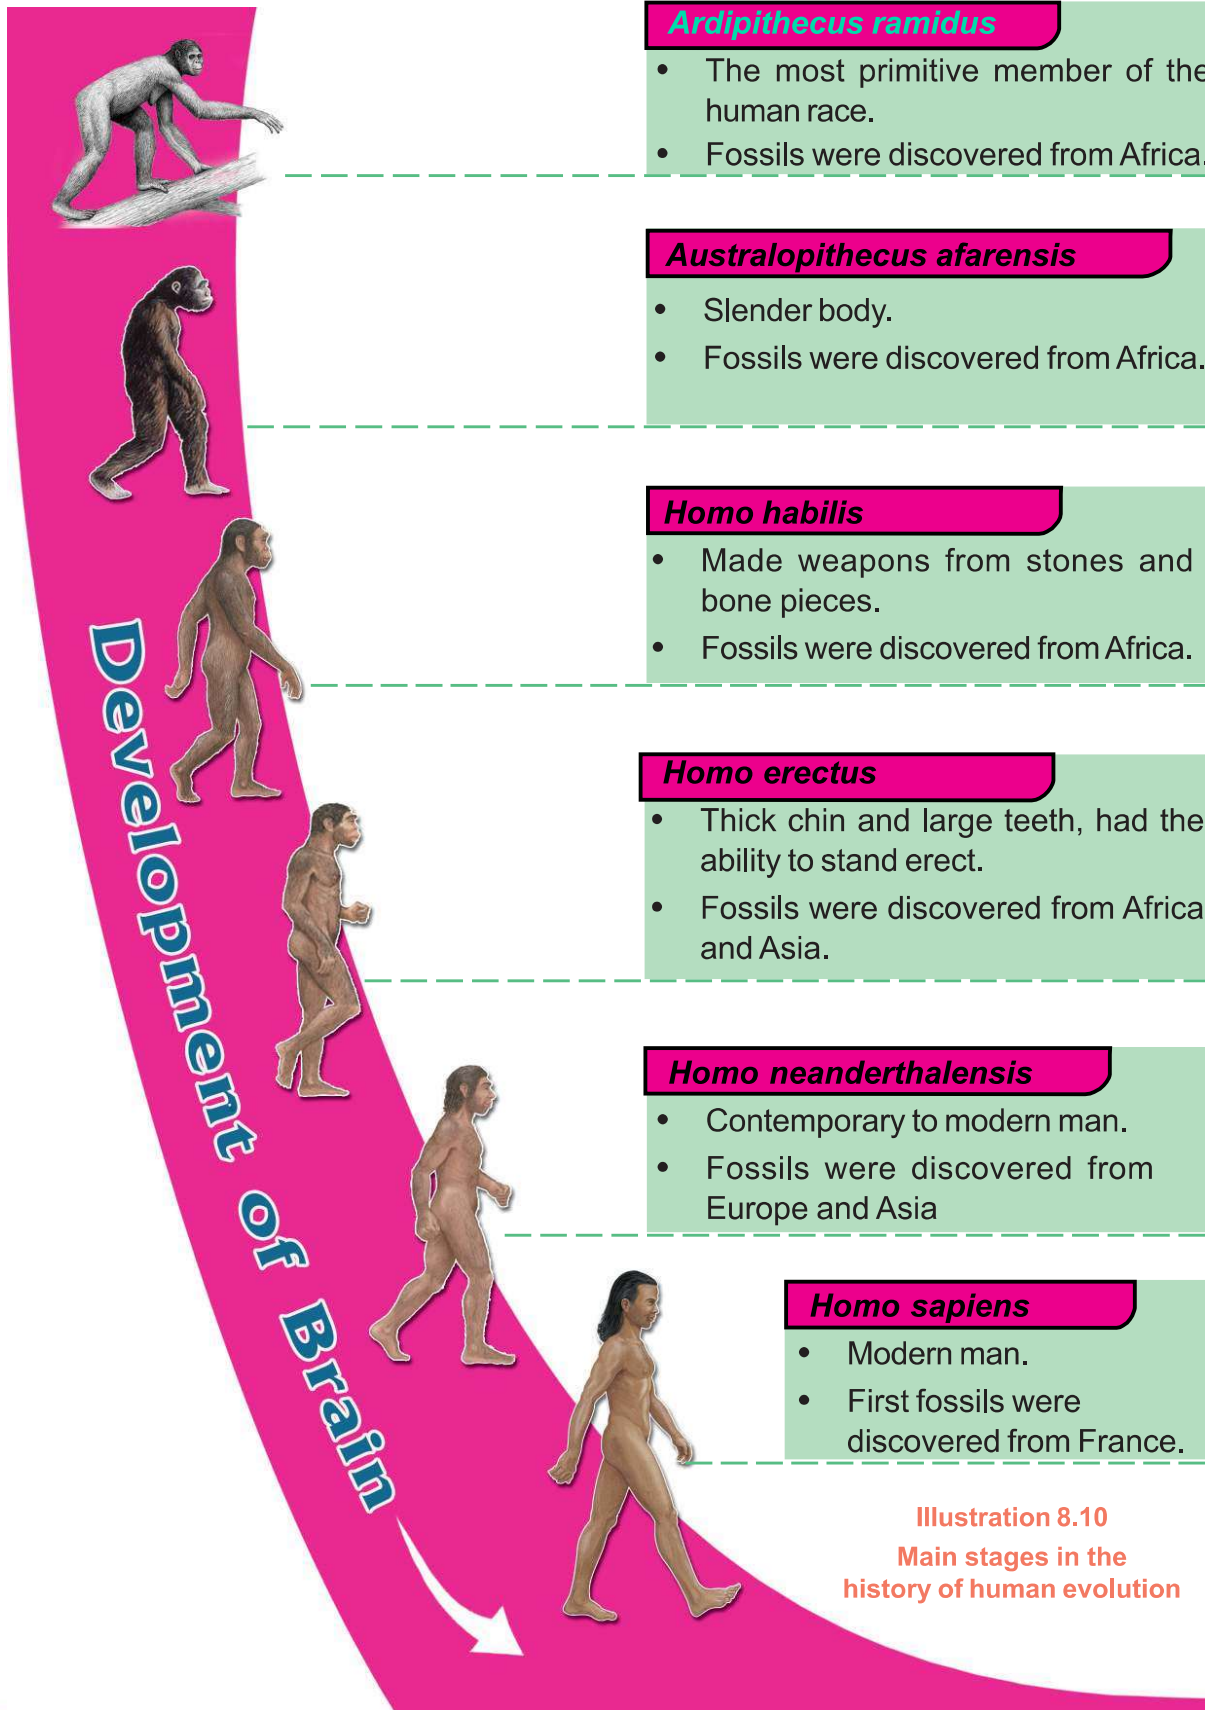 Ardipithecus ramidus
• The most primitive member of the
human race.
• Fossils were discovered from Africa.
Australopithecus afarensis
• Slender body.
• Fossils were discovered from Africa.
Homo habilis
• Made weapons from stones and
bone pieces.
• Fossils were discovered from Africa.
Homo erectus
• Thick chin and large teeth, had the
ability to stand erect.
• Fossils were discovered from Africa
and Asia.
Homo neanderthalensis
• Contemporary to modern man.
• Fossils were discovered from
Europe and Asia
Homo sapiens
• Modern man.
• First fossils were
discovered from France.
Development of Brain
Illustration 8.10
Main stages in the
history of human evolution